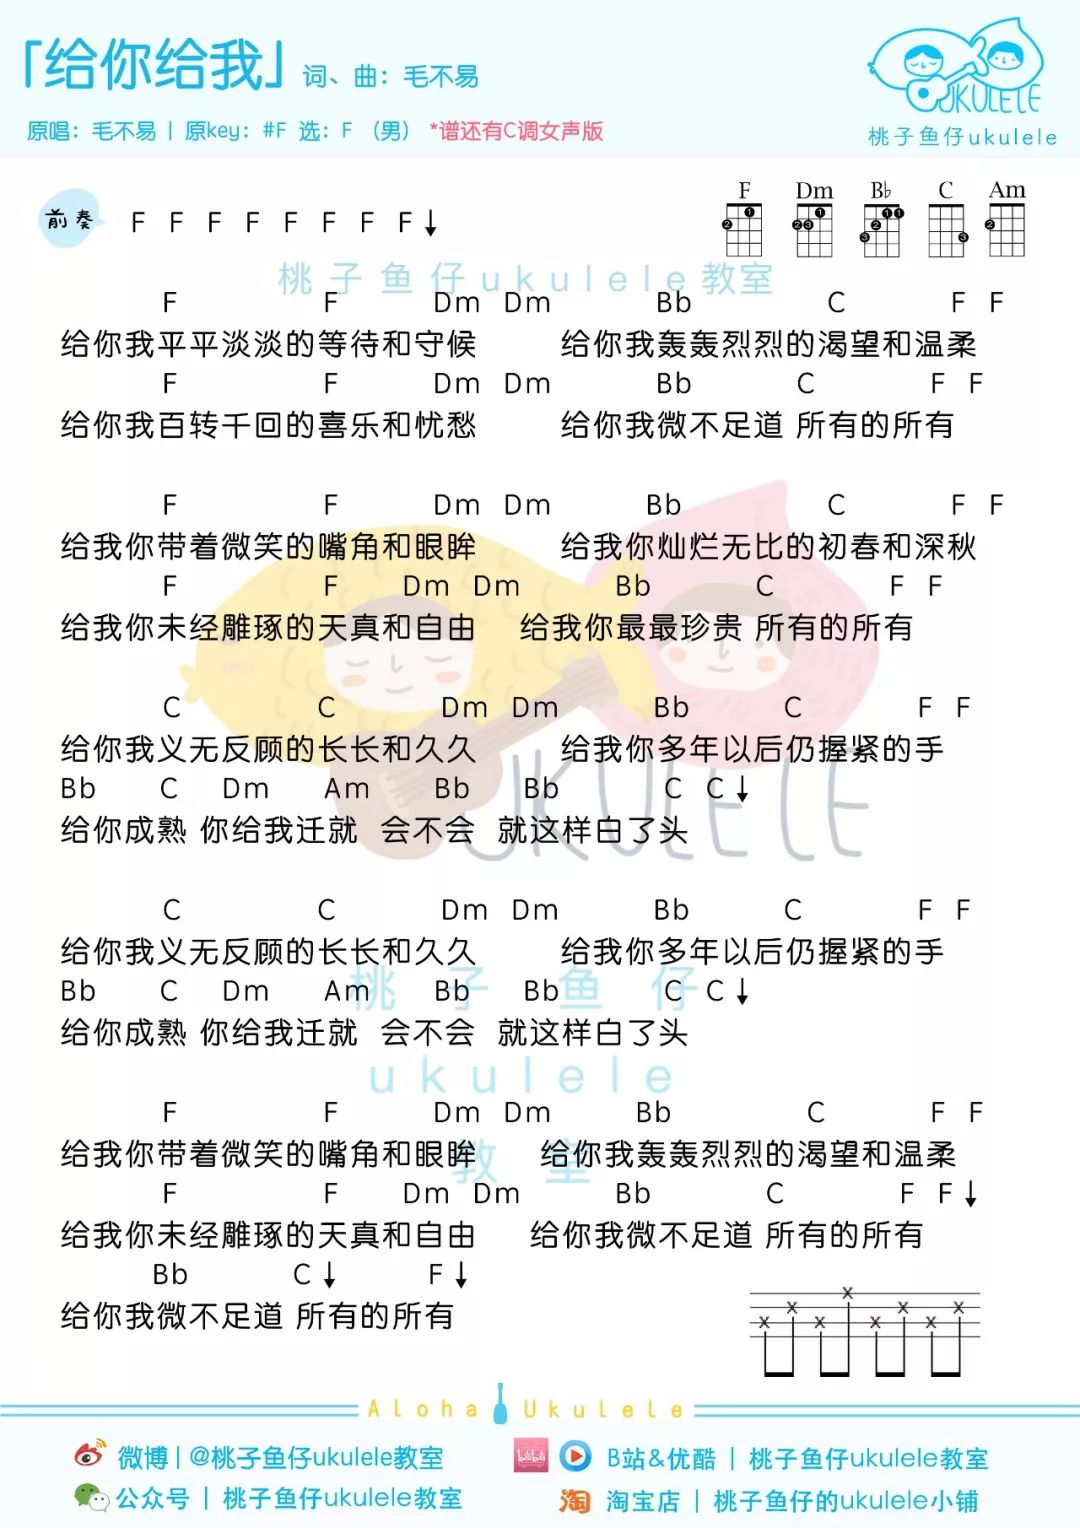 「给你给我」 词、曲：毛不易
原唱：毛不易 | 原key：#F 选：F （男） *谱还有C调女声版
UKULELE
桃子鱼仔ukulele
前奏 F F F F F F F F↓
F Dm B♭ C Am
桃子鱼仔ukulele教室
F F Dm Dm Bb C F F
给你我平平淡淡的等待和守候 给你我轰轰烈烈的渴望和温柔
F F Dm Dm Bb C F F
给你我百转千回的喜乐和忧愁 给你我微不足道 所有的所有
F F Dm Dm Bb C F F
给我你带着微笑的嘴角和眼眸 给我你灿烂无比的初春和深秋
F F Dm Dm Bb C F F
给我你未经雕琢的天真和自由 给我你最最珍贵 所有的所有
C C Dm Dm Bb C F F
给你我义无反顾的长长和久久 给我你多年以后仍握紧的手
Bb C Dm Am Bb Bb C C↓
给你成熟 你给我迁就 会不会 就这样白了头
UKULELE
C C Dm Dm Bb C F F
给你我义无反顾的长长和久久 给我你多年以后仍握紧的手
Bb C Dm Am Bb Bb C C↓
给你成熟 你给我迁就 会不会 就这样白了头
桃子鱼仔
ukulele
教室
F F Dm Dm Bb C F F
给我你带着微笑的嘴角和眼眸 给你我轰轰烈烈的渴望和温柔
F F Dm Dm Bb C F F↓
给我你未经雕琢的天真和自由 给你我微不足道 所有的所有
Bb C↓ F↓
给你我微不足道 所有的所有
Aloha Ukulele
微博 | @桃子鱼仔ukulele教室 B站&优酷 | 桃子鱼仔ukulele教室
公众号 | 桃子鱼仔ukulele教室 淘 淘宝店 | 桃子鱼仔的ukulele小铺